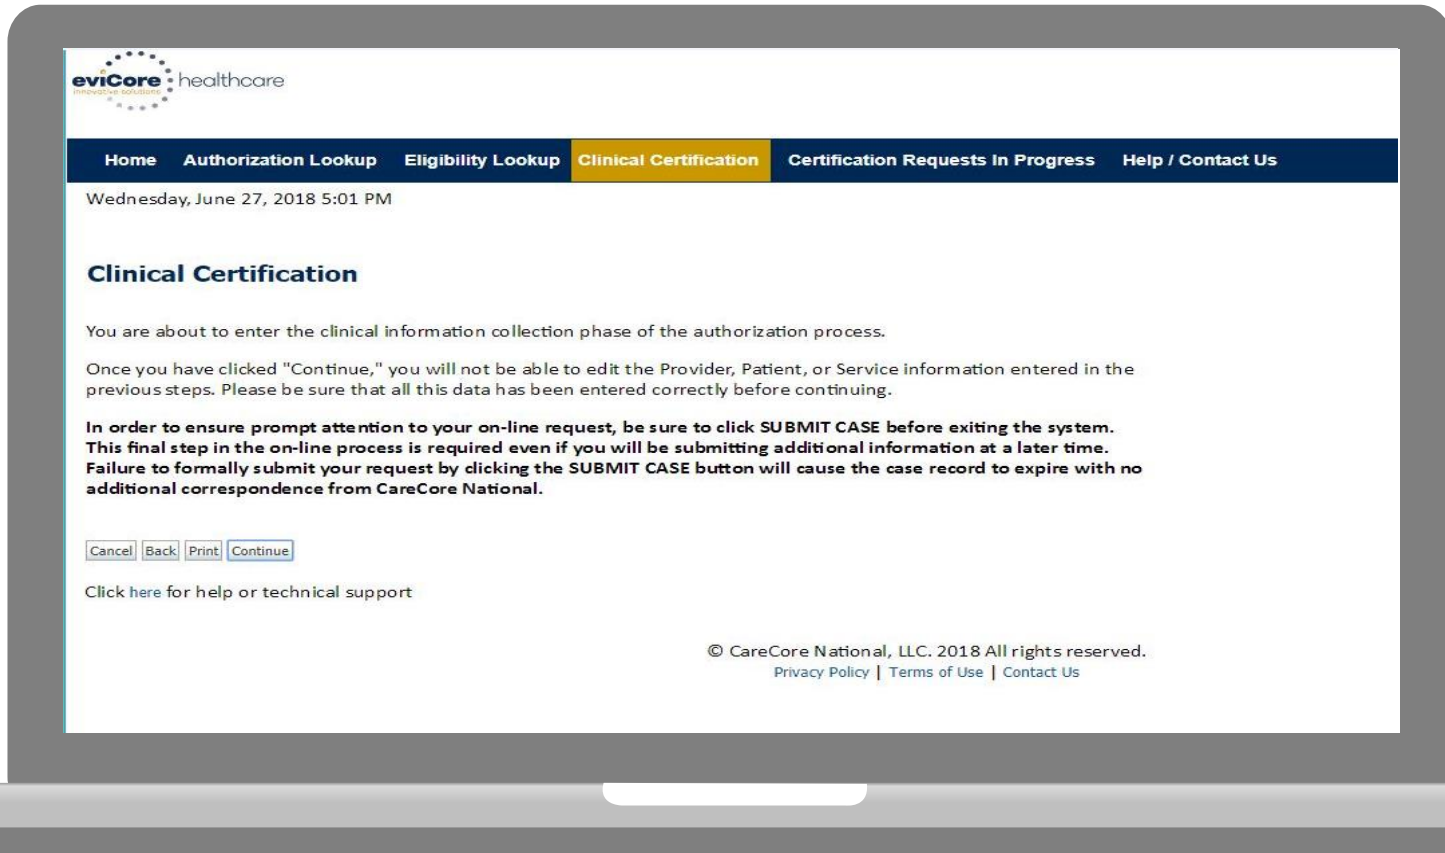 eviCore healthcare
innovative solutions
Home Authorization Lookup Eligibility Lookup Clinical Certification Certification Requests In Progress Help / Contact Us
Wednesday, June 27, 2018 5:01 PM
Clinical Certification
You are about to enter the clinical information collection phase of the authorization process.
Once you have clicked "Continue," you will not be able to edit the Provider, Patient, or Service information entered in the
previous steps. Please be sure that all this data has been entered correctly before continuing.
In order to ensure prompt attention to your on-line request, be sure to click SUBMIT CASE before exiting the system.
This final step in the on-line process is required even if you will be submitting additional information at a later time.
Failure to formally submit your request by clicking the SUBMIT CASE button will cause the case record to expire with no
additional correspondence from CareCore National.
Cancel Back Print Continue
Click here for help or technical support
© CareCore National, LLC. 2018 All rights reserved.
Privacy Policy | Terms of Use | Contact Us